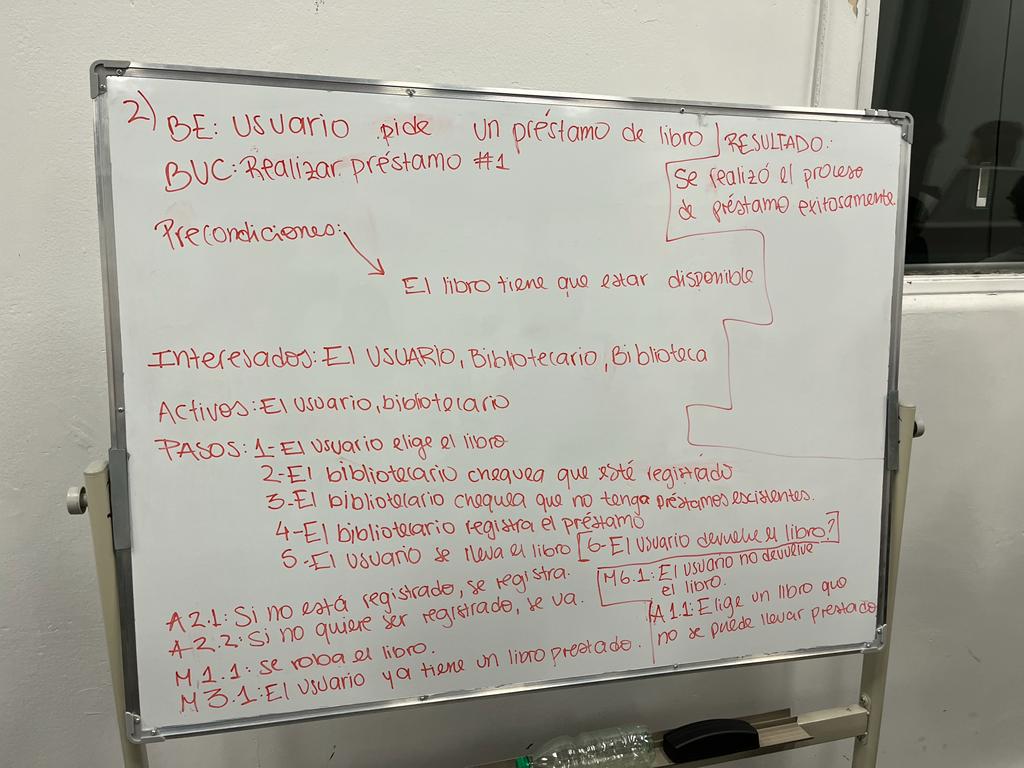 2) BE: Usuario pide un préstamo de libro
BUC: Realizar préstamo #1
RESULTADO:
Se realizó el proceso
de préstamo exitosamente
Precondiciones:
El libro tiene que estar disponible
Interesados: El USUARIO, Bibliotecario, Biblioteca
Activos: El usuario, bibliotecario
PASOS: 1-El usuario elige el libro
2-El bibliotecario chequea que esté registrado
3-El bibliotecario chequea que no tenga préstamos existentes.
4-El bibliotecario registra el préstamo
5-El usuario se lleva el libro
6-El usuario devuelve el libro?
M6.1: El usuario no devuelve
el libro.
A 2.1: Si no está registrado, se registra.
A 2.2: Si no quiere ser registrado, se va.
M.1.1: se roba el libro.
M 3.1: El usuario ya tiene un libro prestado.
A 1.1: Elige un libro que
no se puede llevar prestado